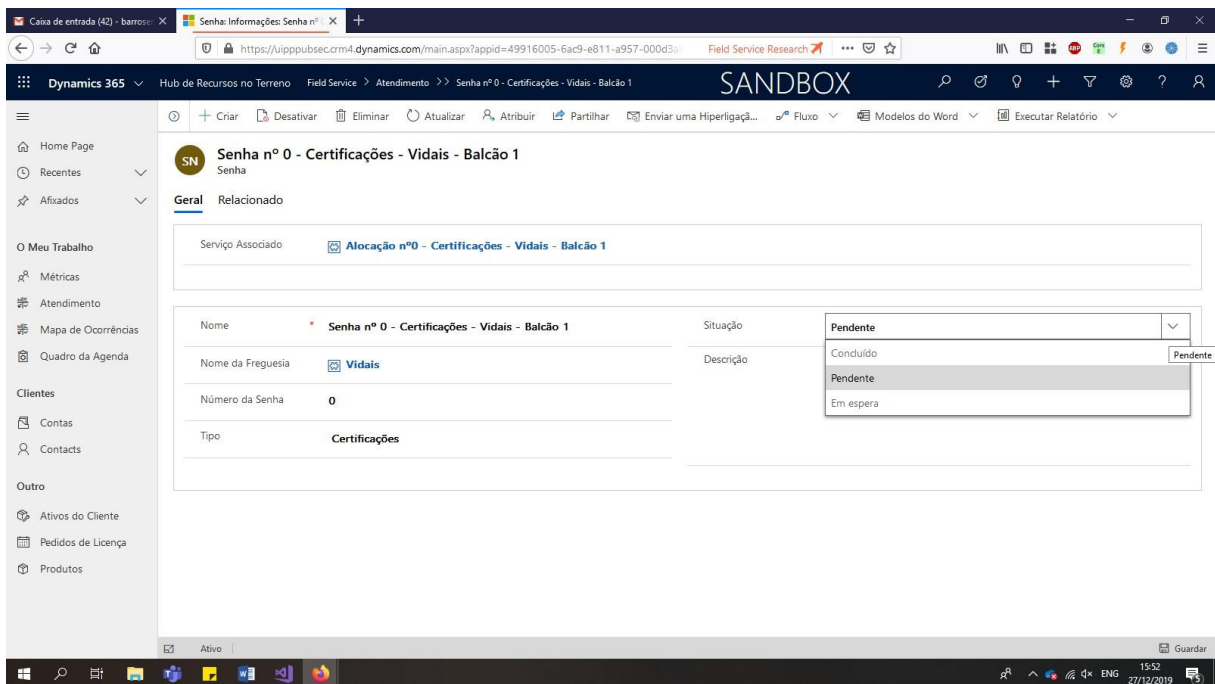 Caixa de entrada (42) - barrose
Senha: Informações: Senha nº
https://uipppubsec.crm4.dynamics.com/main.aspx?appid=49916005-6ac9-e811-a957-000d3a
Field Service Research
Dynamics 365
Hub de Recursos no Terreno
Field Service > Atendimento >> Senha nº 0 - Certificações - Vidais - Balcão 1
SANDBOX
Criar
Desativar
Eliminar
Atualizar
Atribuir
Partilhar
Enviar uma Hiperligaçã...
Fluxo
Modelos do Word
Executar Relatório
Home Page
Recentes
Afixados
O Meu Trabalho
Métricas
Atendimento
Mapa de Ocorrências
Quadro da Agenda
Clientes
Contas
Contacts
Outro
Ativos do Cliente
Pedidos de Licença
Produtos
SN
Senha nº 0 - Certificações - Vidais - Balcão 1
Senha
Geral Relacionado
Serviço Associado Alocação nº0 - Certificações - Vidais - Balcão 1
Nome * Senha nº 0 - Certificações - Vidais - Balcão 1
Nome da Freguesia Vidais
Número da Senha 0
Tipo Certificações
Situação Pendente
Descrição
Concluído
Pendente
Em espera
Pendente
Ativo
Guardar
ENG
15:52
27/12/2019